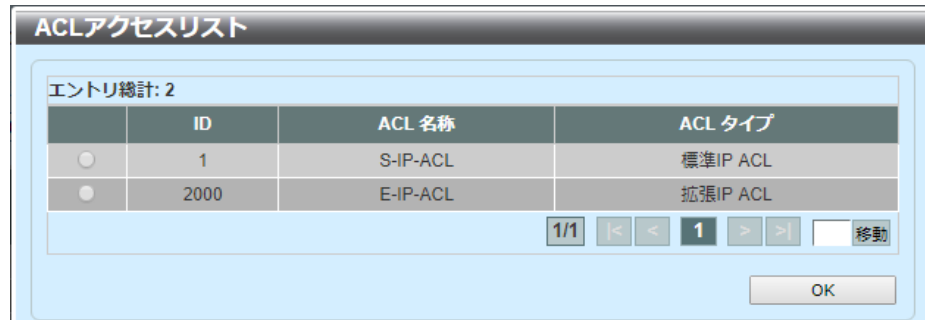 ACLアクセスリスト
エントリ総計: 2
ID ACL 名称 ACL タイプ
1 S-IP-ACL 標準IP ACL
2000 E-IP-ACL 拡張IP ACL
1/1 |< < 1 > >| 移動
OK